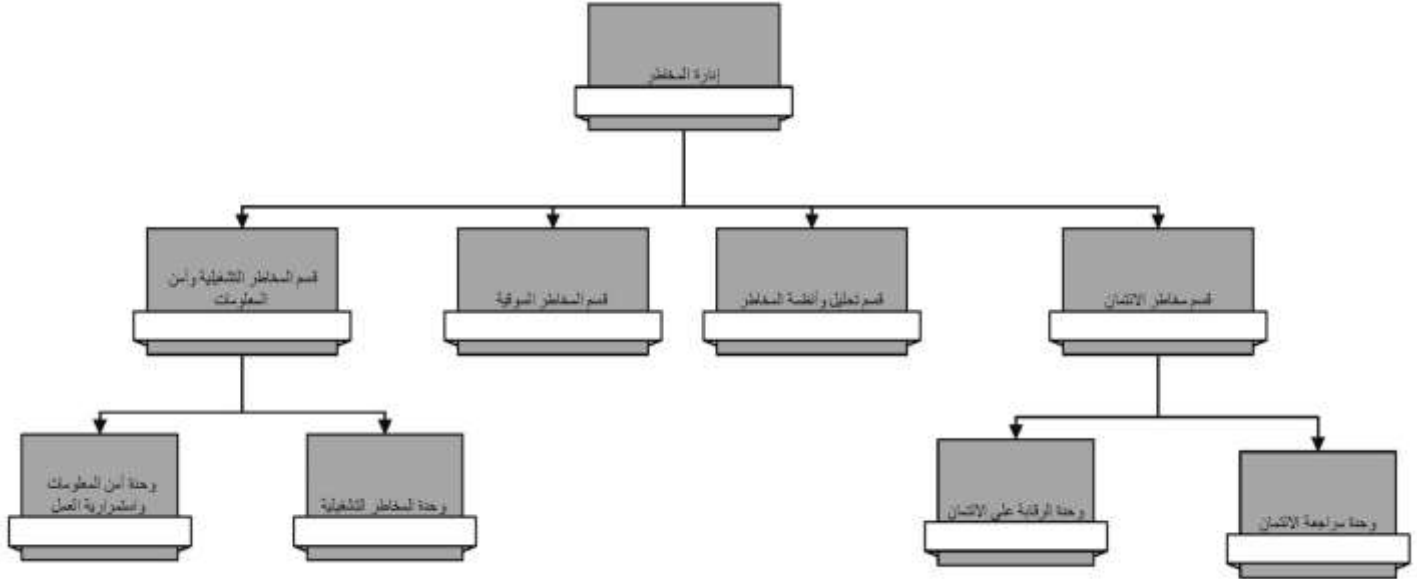 إدارة المخاطر
قسم مخاطر الائتمان
قسم تحليل وأنظمة المخاطر
قسم المخاطر السوقية
قسم المخاطر التشغيلية وأمن
المعلومات
وحدة مراجعة الائتمان
وحدة الرقابة على الائتمان
وحدة المخاطر التشغيلية
وحدة أمن المعلومات
واستمرارية العمل